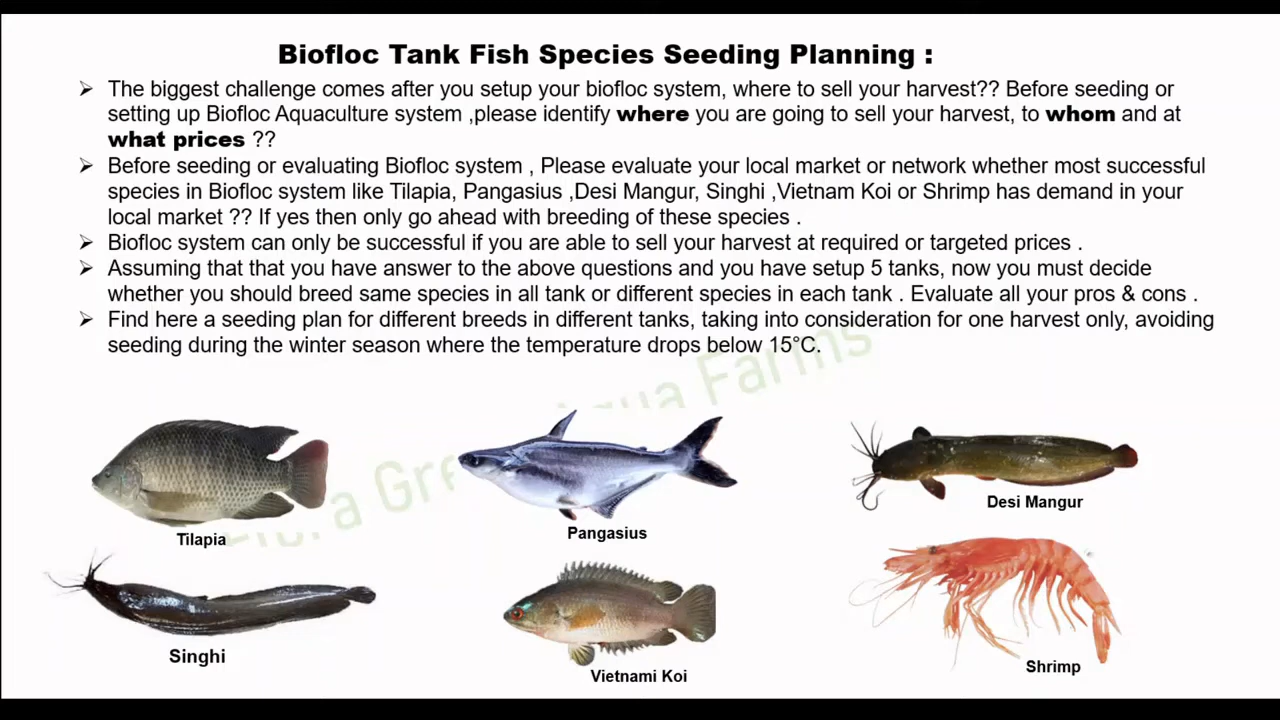 Biofloc Tank Fish Species Seeding Planning :
➢ The biggest challenge comes after you setup your biofloc system, where to sell your harvest?? Before seeding or
setting up Biofloc Aquaculture system ,please identify where you are going to sell your harvest, to whom and at
what prices ??
➢ Before seeding or evaluating Biofloc system , Please evaluate your local market or network whether most successful
species in Biofloc system like Tilapia, Pangasius ,Desi Mangur, Singhi ,Vietnam Koi or Shrimp has demand in your
local market ?? If yes then only go ahead with breeding of these species .
➢ Biofloc system can only be successful if you are able to sell your harvest at required or targeted prices .
➢ Assuming that that you have answer to the above questions and you have setup 5 tanks, now you must decide
whether you should breed same species in all tank or different species in each tank . Evaluate all your pros & cons .
➢ Find here a seeding plan for different breeds in different tanks, taking into consideration for one harvest only, avoiding
seeding during the winter season where the temperature drops below 15°C.
Farms
Tilapia
Pangasius
Desi Mangur
Singhi
Vietnami Koi
Shrimp